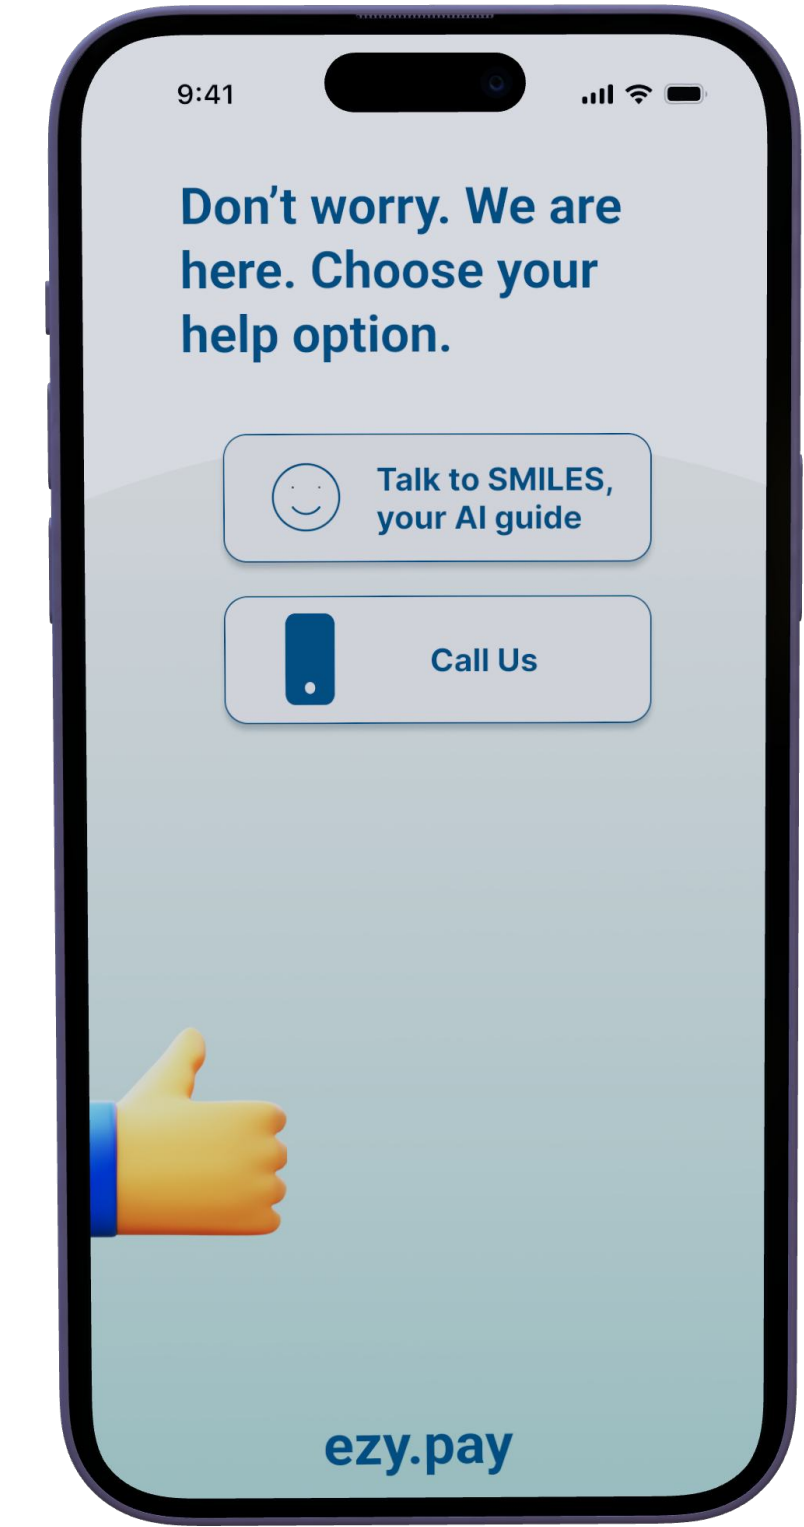 9:41
Don’t worry. We are
here. Choose your
help option.
Talk to SMILES,
your AI guide
Call Us
ezy.pay